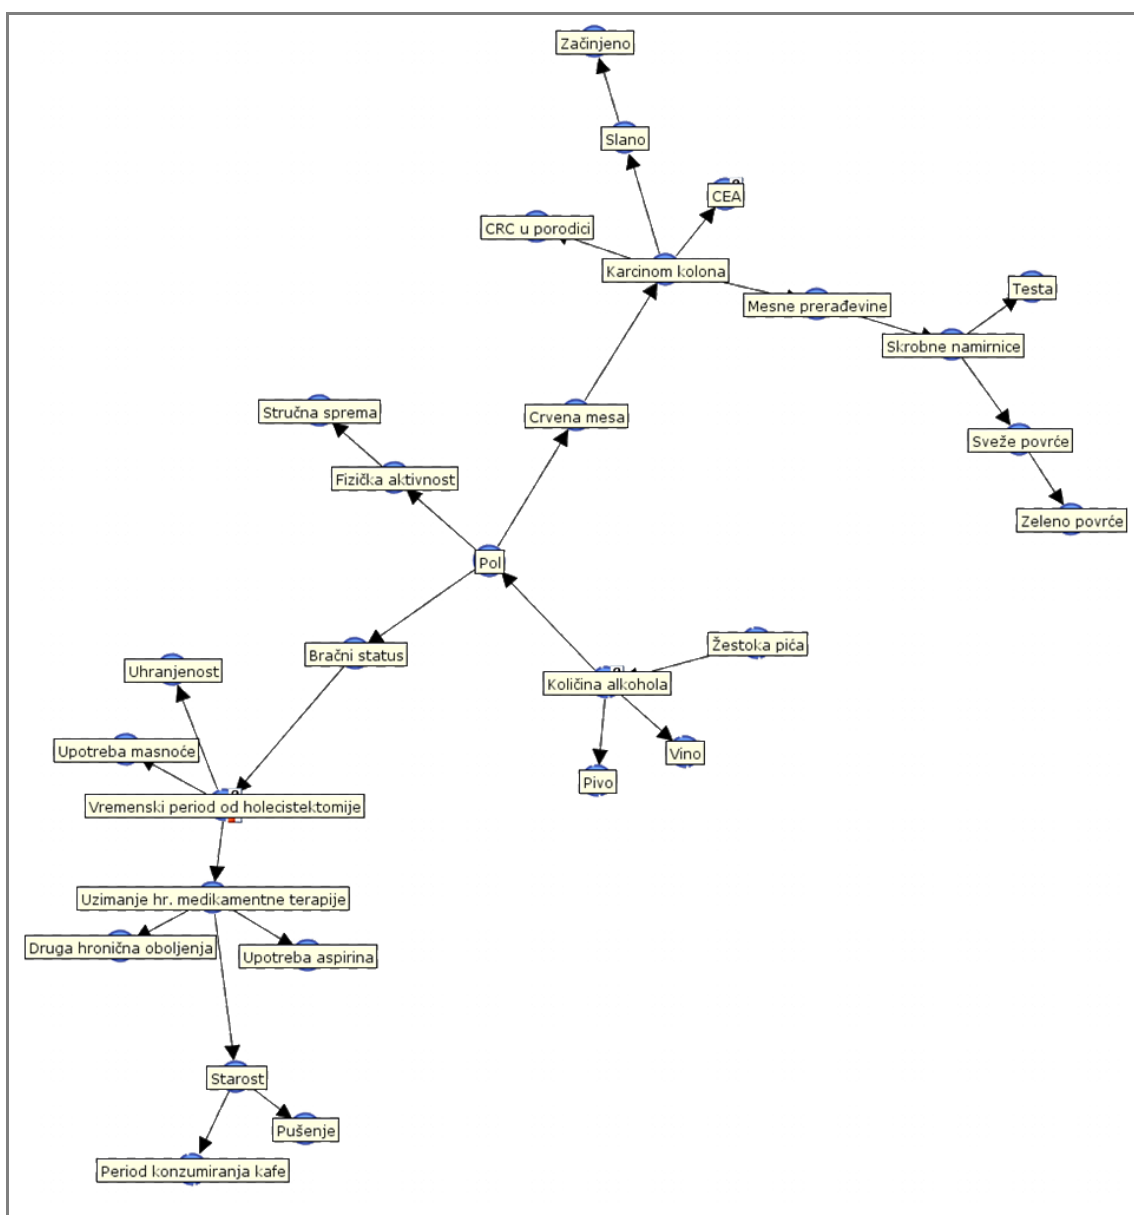 Začinjeno
Slano
CEA
CRC u porodici
Karcinom kolona
Testa
Mesne prerađevine
Skrobne namirnice
Stručna sprema
Crvena mesa
Sveže povrće
Fizička aktivnost
Zeleno povrće
Pol
Žestoka pića
Bračni status
Uhranjenost
Količina alkohola
Upotreba masnoće
Vino
Pivo
Vremenski period od holecistektomije
Uzimanje hr. medikamentne terapije
Druga hronična oboljenja
Upotreba aspirina
Starost
Pušenje
Period konzumiranja kafe